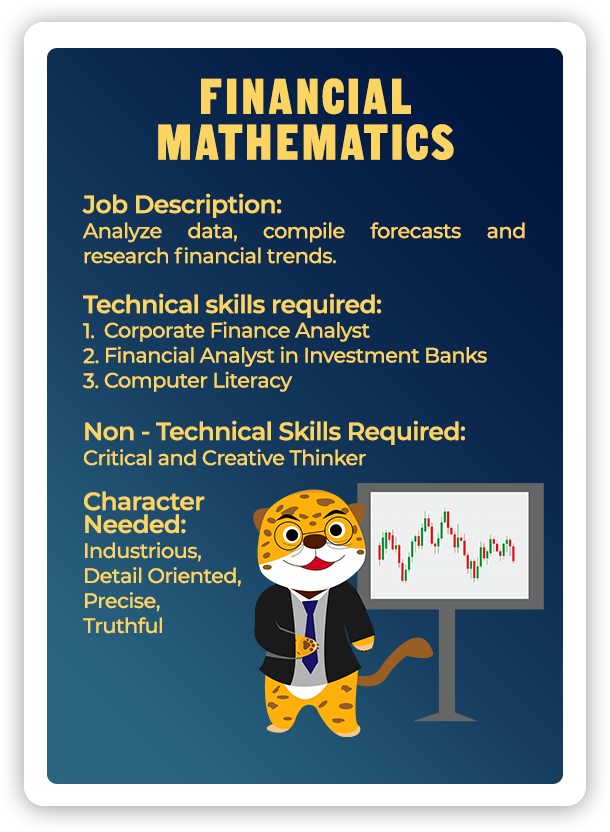 FINANCIAL
MATHEMATICS
Job Description:
Analyze data, compile forecasts and
research financial trends.
Technical skills required:
1. Corporate Finance Analyst
2. Financial Analyst in Investment Banks
3. Computer Literacy
Non - Technical Skills Required:
Critical and Creative Thinker
Character
Needed:
Industrious,
Detail Oriented,
Precise,
Truthful